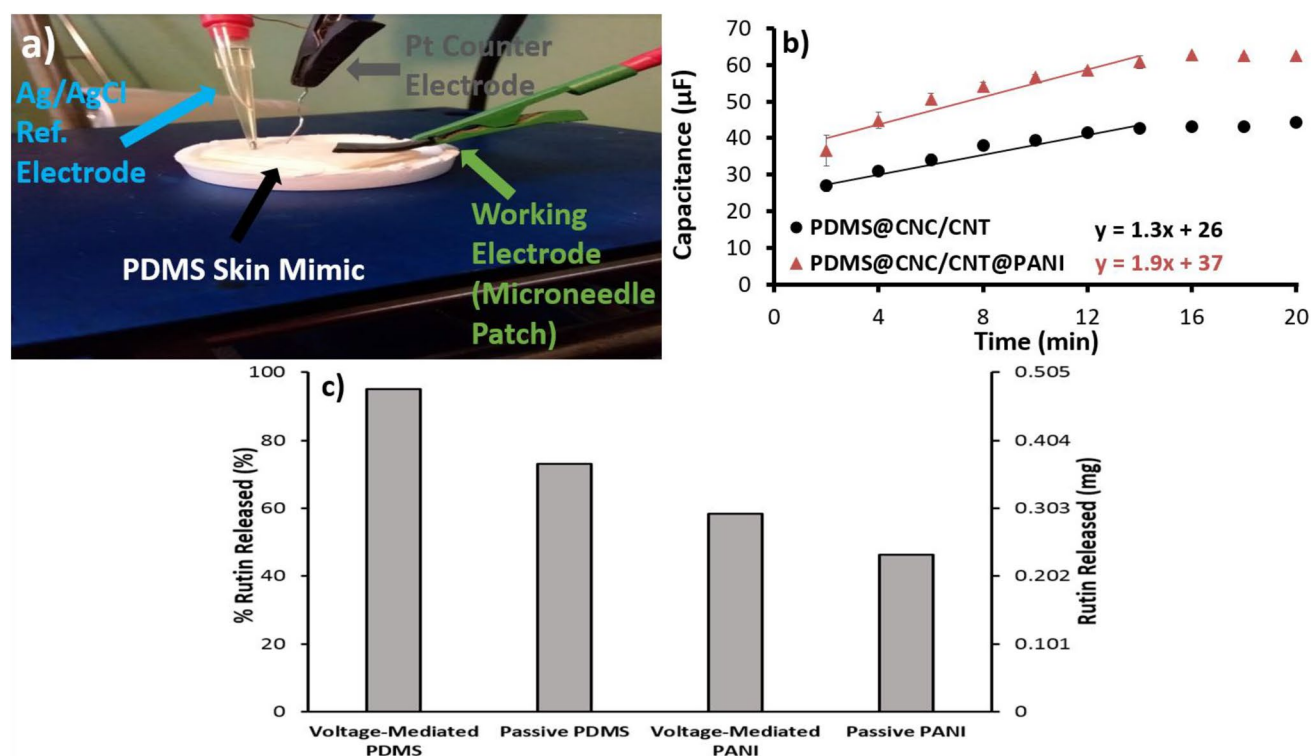 a)
Pt Counter
Electrode
Ag/AgCl
Ref.
Electrode
PDMS Skin Mimic
Working
Electrode
(Microneedle
Patch)
b)
Capacitance (µF)
70
60
50
40
30
20
10
0
PDMS@CNC/CNT y = 1.3x + 26
PDMS@CNC/CNT@PANI y = 1.9x + 37
0 4 8 12 16 20
Time (min)
c)
% Rutin Released (%)
100
80
60
40
20
0
0.505
0.404
0.303
0.202
0.101
0
Rutin Released (mg)
Voltage-Mediated PDMS
Passive PDMS
Voltage-Mediated PANI
Passive PANI